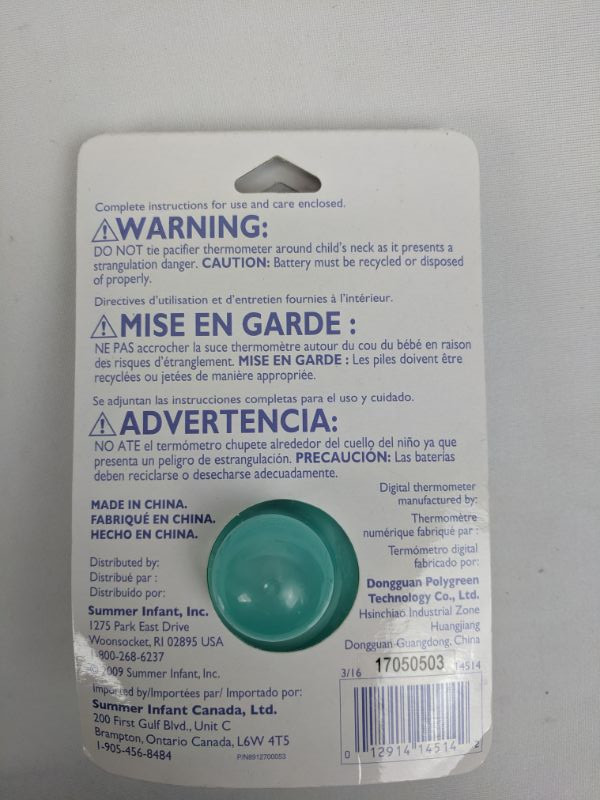 Complete instructions for use and care enclosed.
⚠WARNING:
DO NOT tie pacifier thermometer around child's neck as it presents a
strangulation danger. CAUTION: Battery must be recycled or disposed
of properly.
Directives d'utilisation et d'entretien fournies à l'intérieur.
⚠MISE EN GARDE :
NE PAS accrocher la suce thermomètre autour du cou du bébé en raison
des risques d'étranglement. MISE EN GARDE : Les piles doivent être
recyclées ou jetées de manière appropriée.
Se adjuntan las instrucciones completas para el uso y cuidado.
⚠ADVERTENCIA:
NO ATE el termómetro chupete alrededor del cuello del niño ya que
presenta un peligro de estrangulación. PRECAUCIÓN: Las baterías
deben reciclarse o desecharse adecuadamente.
MADE IN CHINA.
FABRIQUÉ EN CHINA.
HECHO EN CHINA.
Distributed by:
Distribué par :
Distribuido por:
Summer Infant, Inc.
1275 Park East Drive
Woonsocket, RI 02895 USA
1-800-268-6237
© 2009 Summer Infant, Inc.
Imported by/Importées par/ Importado por:
Summer Infant Canada, Ltd.
200 First Gulf Blvd., Unit C
Brampton, Ontario Canada, L6W 4T5
1-905-456-8484
P/N8912700053
Digital thermometer
manufactured by:
Thermomètre
numérique fabriqué par :
Termómetro digital
fabricado por:
Dongguan Polygreen
Technology Co., Ltd.
Hsinchiao Industrial Zone
Huangjiang
Dongguan Guangdong, China
3/16 17050503 14514
0 12914 14514 2